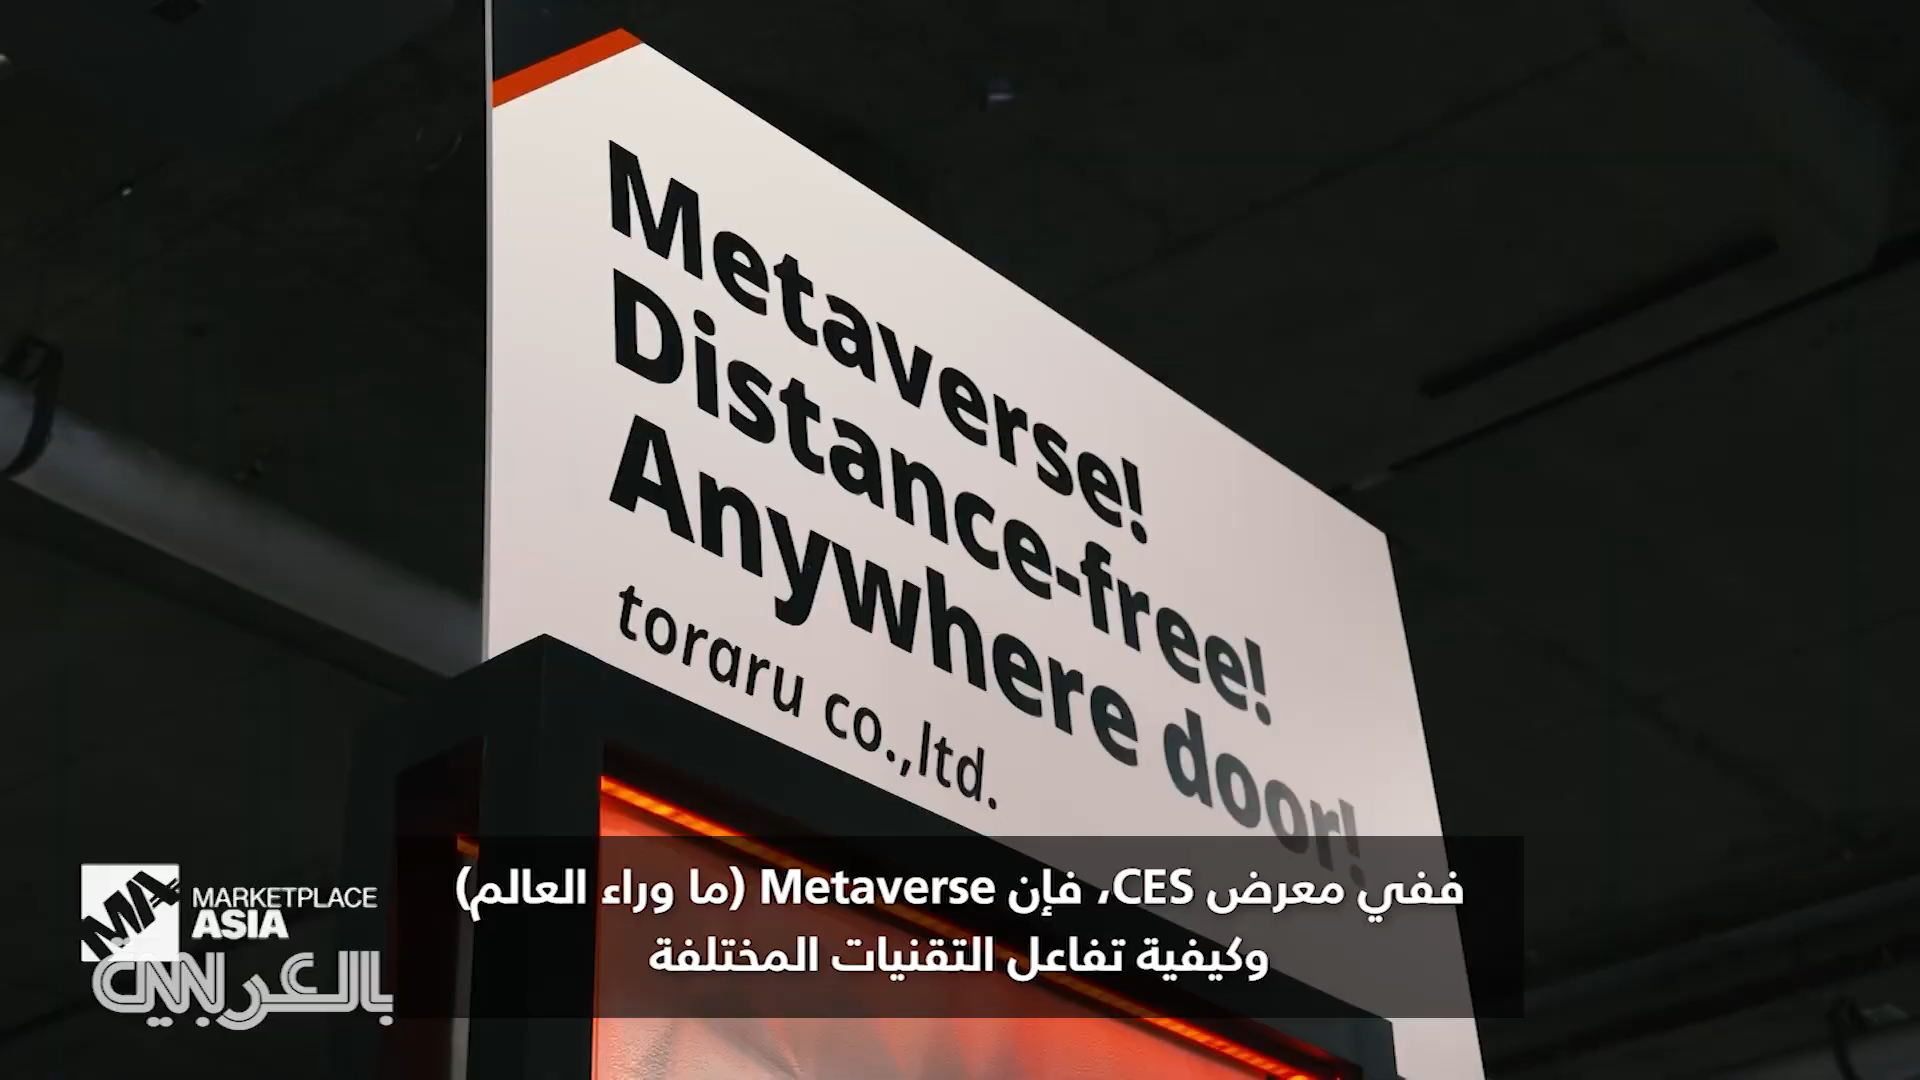 Metaverse!
Distance-free!
Anywhere door!
toraru co.,ltd.
ففي معرض CES، فإن Metaverse (ما وراء العالم)
وكيفية تفاعل التقنيات المختلفة
MA
MARKETPLACE
ASIA
CNN بالعربية